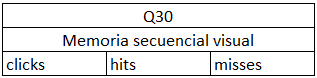 Q30
Memoria secuencial visual
clicks hits misses